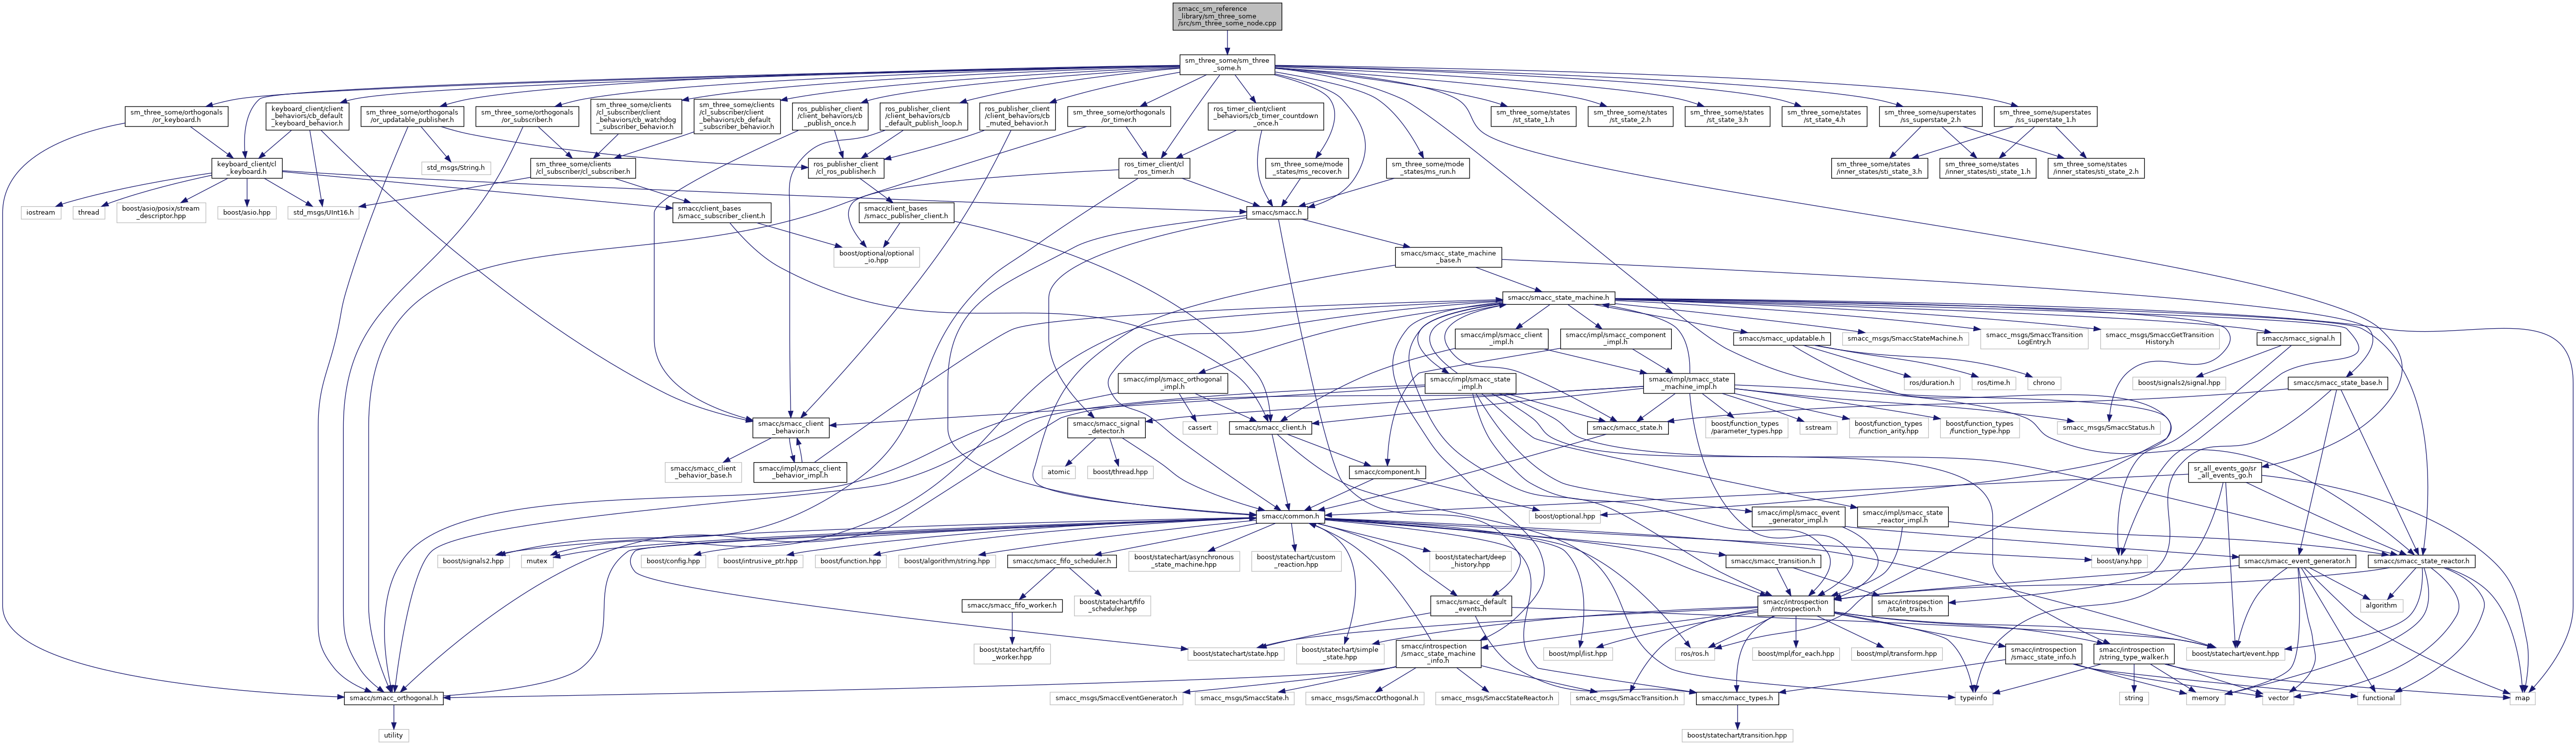 smacc_sm_reference
_library/sm_three_some
/src/sm_three_some_node.cpp
sm_three_some/sm_three
_some.h
sm_three_some/orthogonals
/or_keyboard.h
keyboard_client/client
_behaviors/cb_default
_keyboard_behavior.h
sm_three_some/orthogonals
/or_updatable_publisher.h
sm_three_some/orthogonals
/or_subscriber.h
sm_three_some/clients
/cl_subscriber/client
_behaviors/cb_watchdog
_subscriber_behavior.h
sm_three_some/clients
/cl_subscriber/client
_behaviors/cb_default
_subscriber_behavior.h
ros_publisher_client
/client_behaviors/cb
_publish_once.h
ros_publisher_client
/client_behaviors/cb
_default_publish_loop.h
ros_publisher_client
/client_behaviors/cb
_muted_behavior.h
sm_three_some/orthogonals
/or_timer.h
ros_timer_client/client
_behaviors/cb_timer_countdown
_once.h
sm_three_some/states
/st_state_1.h
sm_three_some/states
/st_state_2.h
sm_three_some/states
/st_state_3.h
sm_three_some/states
/st_state_4.h
sm_three_some/superstates
/ss_superstate_2.h
sm_three_some/superstates
/ss_superstate_1.h
keyboard_client/cl
_keyboard.h
std_msgs/String.h
sm_three_some/clients
/cl_subscriber/cl_subscriber.h
ros_publisher_client
/cl_ros_publisher.h
ros_timer_client/cl
_ros_timer.h
sm_three_some/mode
_states/ms_recover.h
sm_three_some/mode
_states/ms_run.h
sm_three_some/states
/inner_states/sti_state_3.h
sm_three_some/states
/inner_states/sti_state_1.h
sm_three_some/states
/inner_states/sti_state_2.h
iostream
thread
boost/asio/posix/stream
_descriptor.hpp
boost/asio.hpp
std_msgs/UInt16.h
smacc/client_bases
/smacc_subscriber_client.h
smacc/client_bases
/smacc_publisher_client.h
smacc/smacc.h
boost/optional/optional
_io.hpp
smacc/smacc_state_machine
_base.h
smacc/smacc_state_machine.h
smacc/impl/smacc_client
_impl.h
smacc/impl/smacc_component
_impl.h
smacc/smacc_updatable.h
smacc_msgs/SmaccStateMachine.h
smacc_msgs/SmaccTransition
LogEntry.h
smacc_msgs/SmaccGetTransition
History.h
smacc/smacc_signal.h
smacc/impl/smacc_orthogonal
_impl.h
smacc/impl/smacc_state
_impl.h
smacc/impl/smacc_state
_machine_impl.h
ros/duration.h
ros/time.h
chrono
boost/signals2/signal.hpp
smacc/smacc_state_base.h
smacc/smacc_client
_behavior.h
smacc/smacc_signal
_detector.h
cassert
smacc/smacc_client.h
smacc/smacc_state.h
boost/function_types
/parameter_types.hpp
sstream
boost/function_types
/function_arity.hpp
boost/function_types
/function_type.hpp
smacc_msgs/SmaccStatus.h
smacc/smacc_client
_behavior_base.h
smacc/impl/smacc_client
_behavior_impl.h
atomic
boost/thread.hpp
smacc/component.h
sr_all_events_go/sr
_all_events_go.h
smacc/common.h
boost/optional.hpp
smacc/impl/smacc_event
_generator_impl.h
smacc/impl/smacc_state
_reactor_impl.h
boost/signals2.hpp
mutex
boost/config.hpp
boost/intrusive_ptr.hpp
boost/function.hpp
boost/algorithm/string.hpp
smacc/smacc_fifo_scheduler.h
boost/statechart/asynchronous
_state_machine.hpp
boost/statechart/custom
_reaction.hpp
boost/statechart/deep
_history.hpp
smacc/smacc_transition.h
boost/any.hpp
smacc/smacc_event_generator.h
smacc/smacc_state_reactor.h
smacc/smacc_fifo_worker.h
boost/statechart/fifo
_scheduler.hpp
smacc/smacc_default
_events.h
smacc/introspection
/introspection.h
smacc/introspection
/state_traits.h
algorithm
boost/statechart/fifo
_worker.hpp
boost/statechart/state.hpp
boost/statechart/simple
_state.hpp
smacc/introspection
/smacc_state_machine
_info.h
boost/mpl/list.hpp
ros/ros.h
boost/mpl/for_each.hpp
boost/mpl/transform.hpp
smacc/introspection
/smacc_state_info.h
smacc/introspection
/string_type_walker.h
boost/statechart/event.hpp
smacc/smacc_orthogonal.h
smacc_msgs/SmaccEventGenerator.h
smacc_msgs/SmaccState.h
smacc_msgs/SmaccOrthogonal.h
smacc_msgs/SmaccStateReactor.h
smacc_msgs/SmaccTransition.h
smacc/smacc_types.h
typeinfo
string
memory
vector
functional
map
utility
boost/statechart/transition.hpp